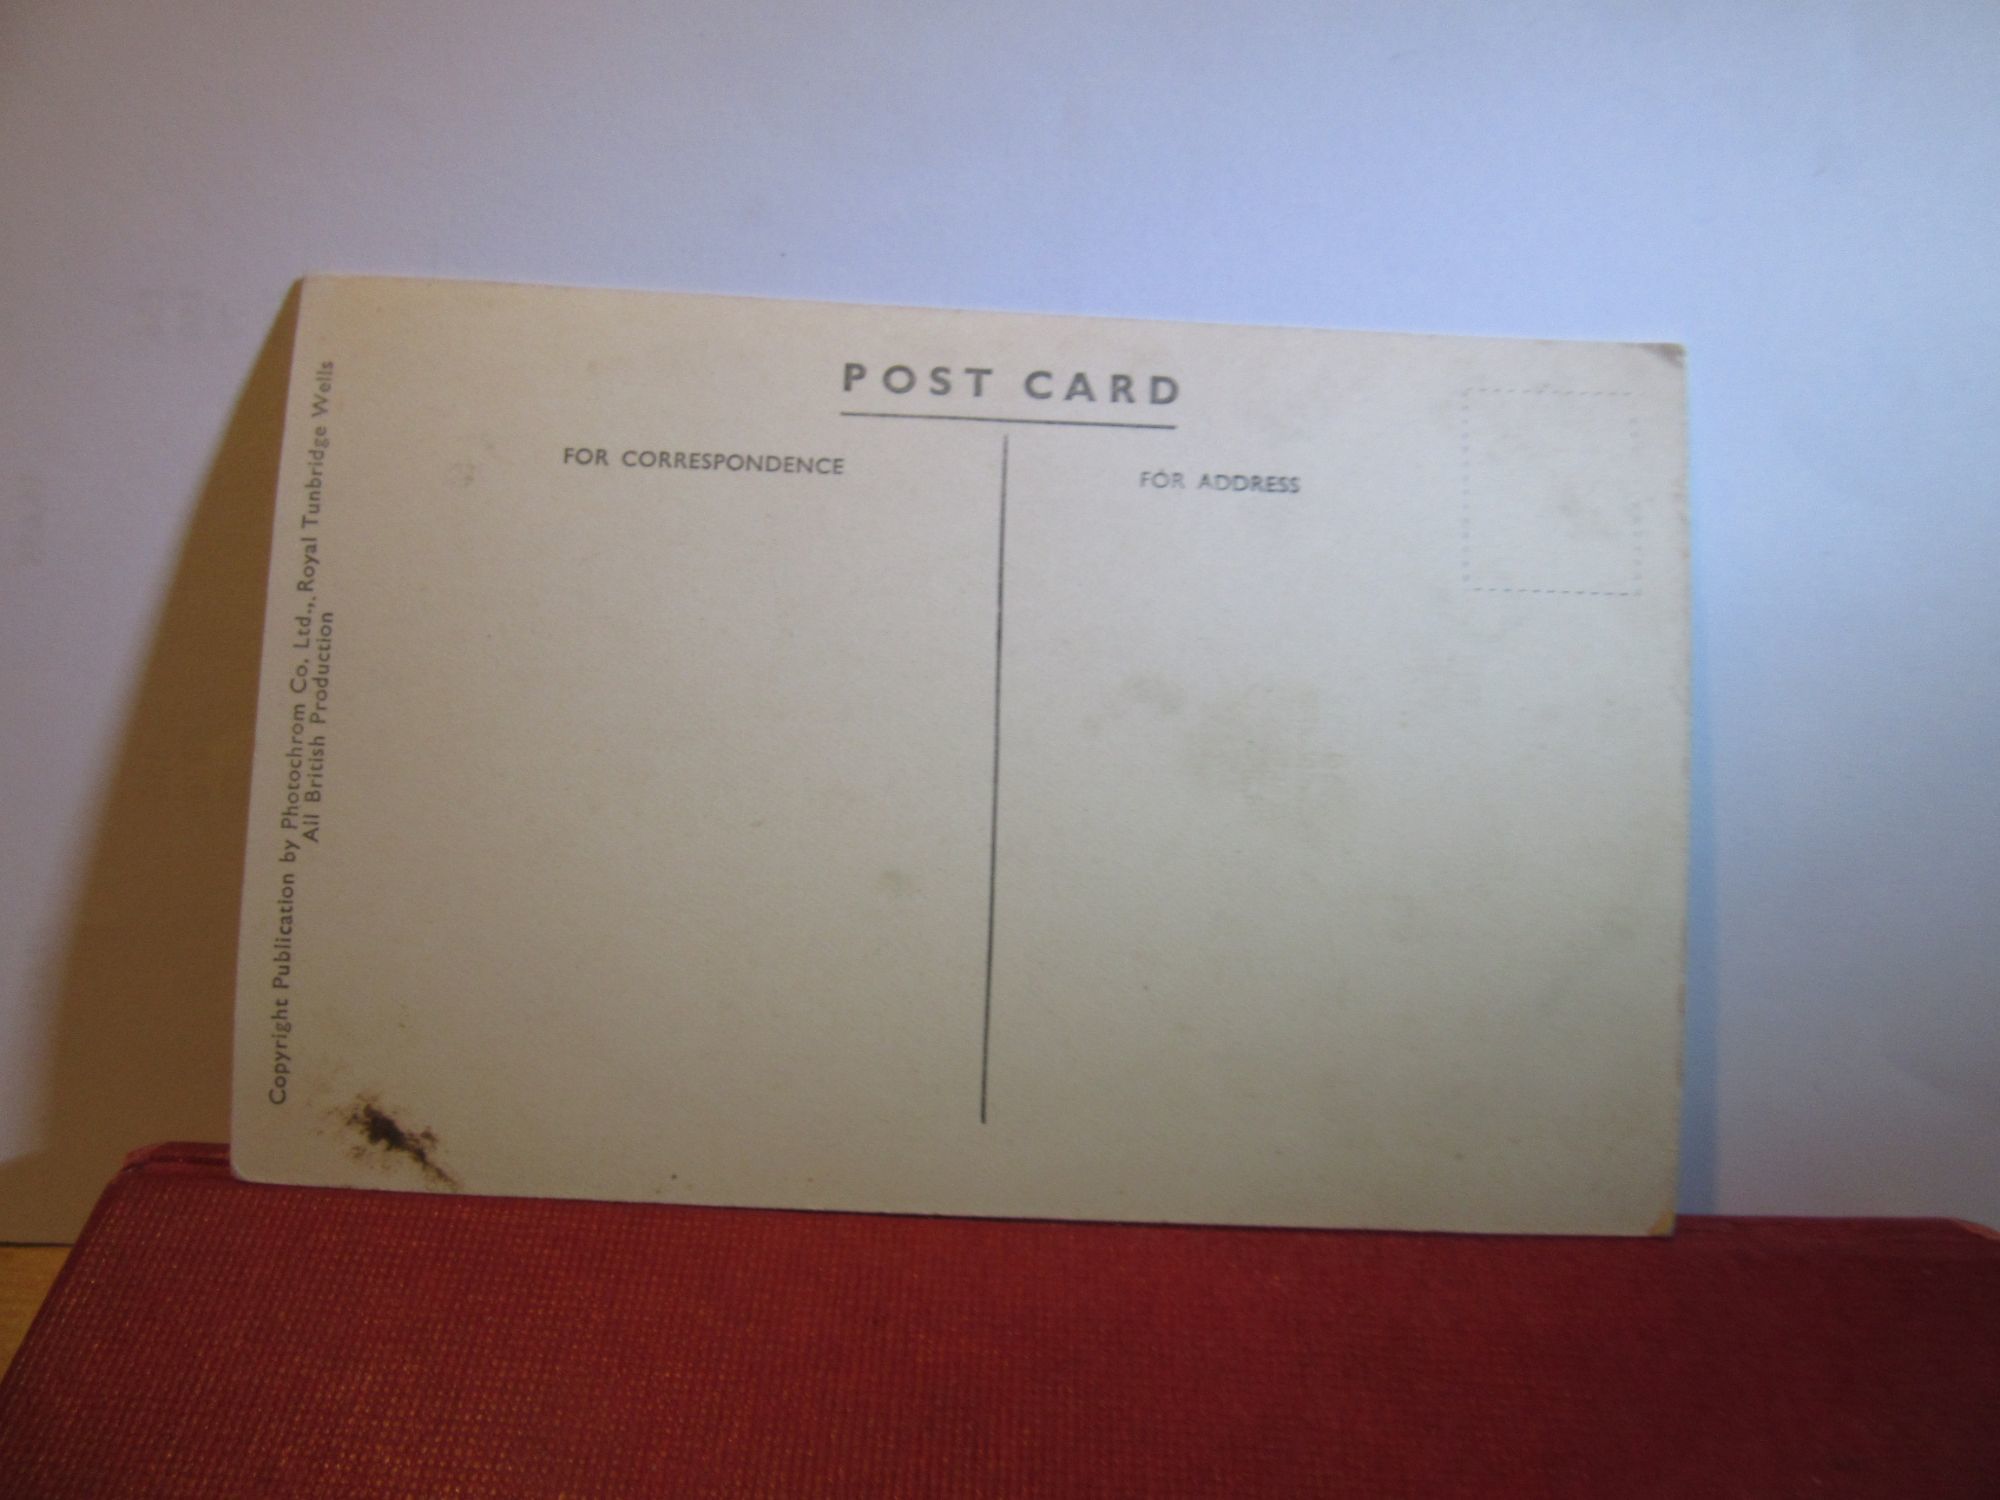 POST CARD
FOR CORRESPONDENCE
FOR ADDRESS
Copyright Publication by Photochrom Co. Ltd.,. Royal Tunbridge Wells
All British Production